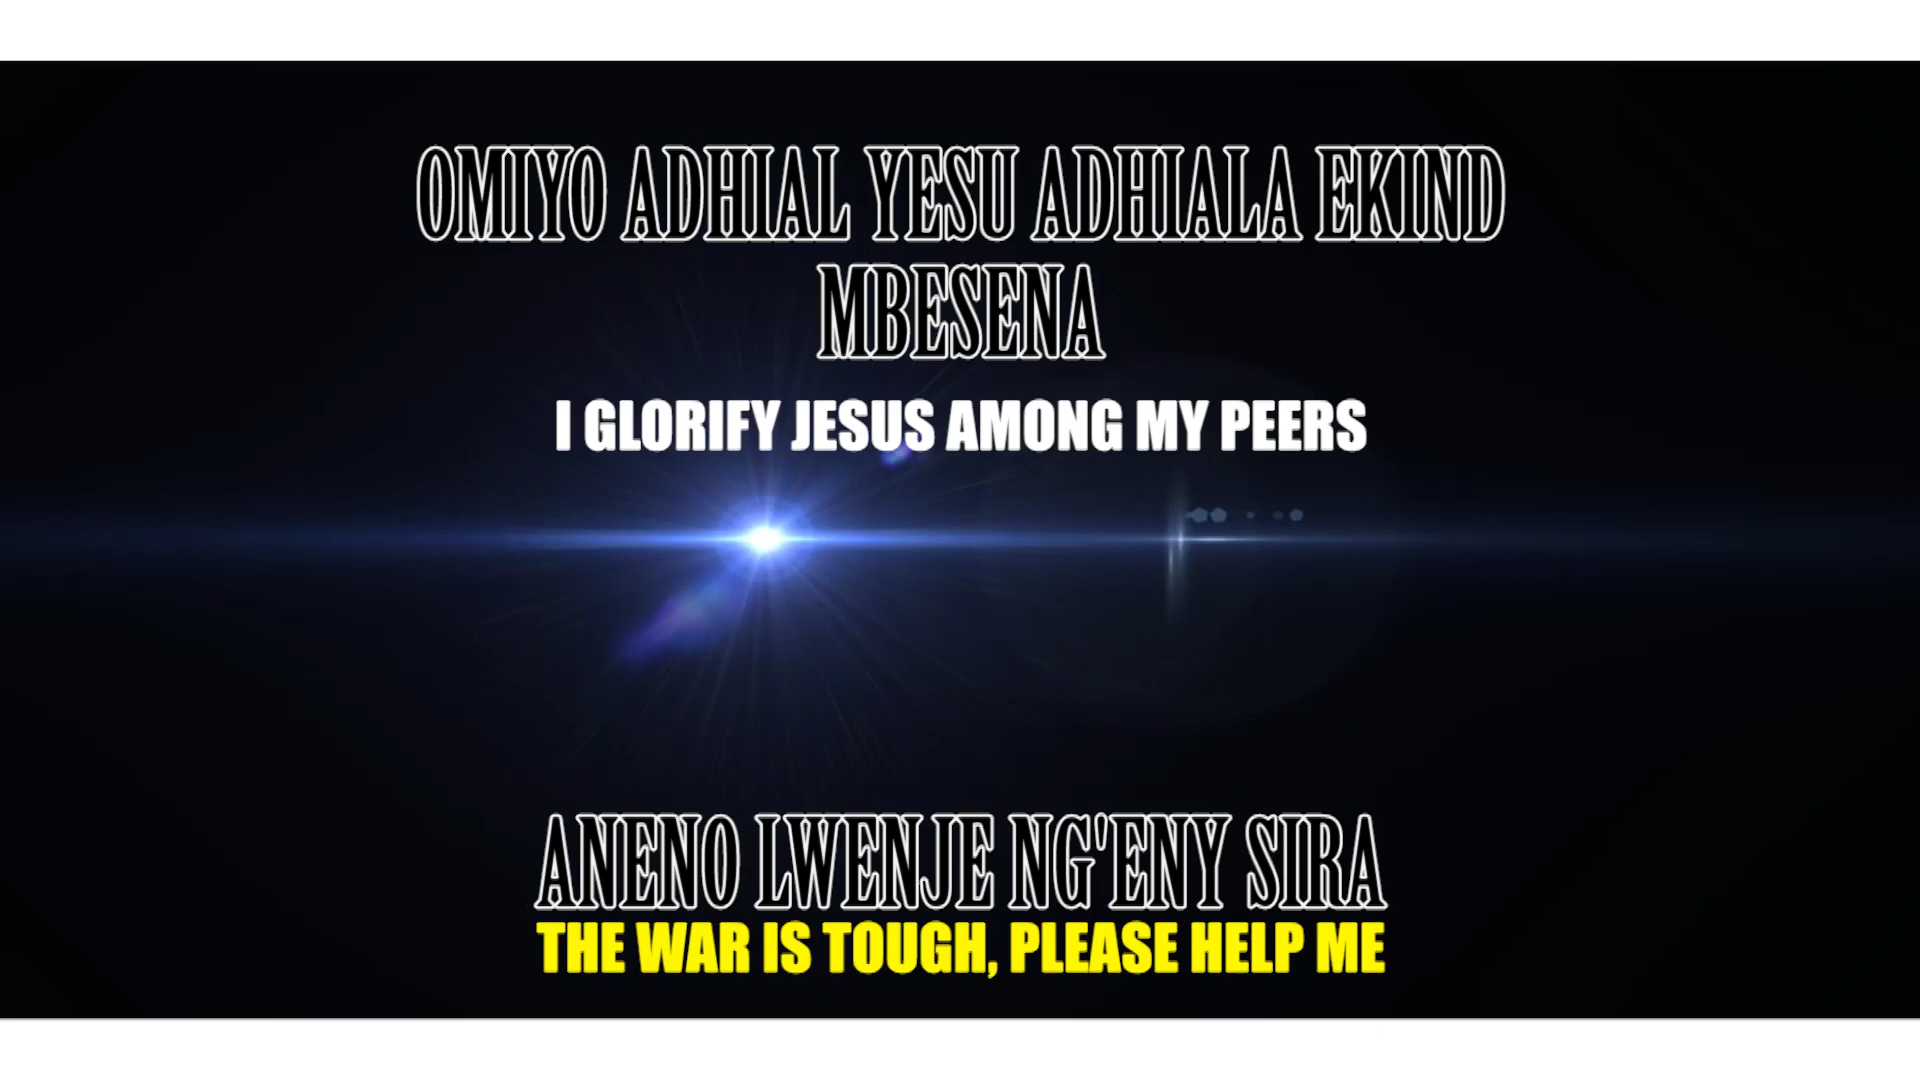 OMIYO ADHIAL YESU ADHIALA EKIND
MBESENA
I GLORIFY JESUS AMONG MY PEERS
ANENO LWENJE NG'ENY SIRA
THE WAR IS TOUGH, PLEASE HELP ME